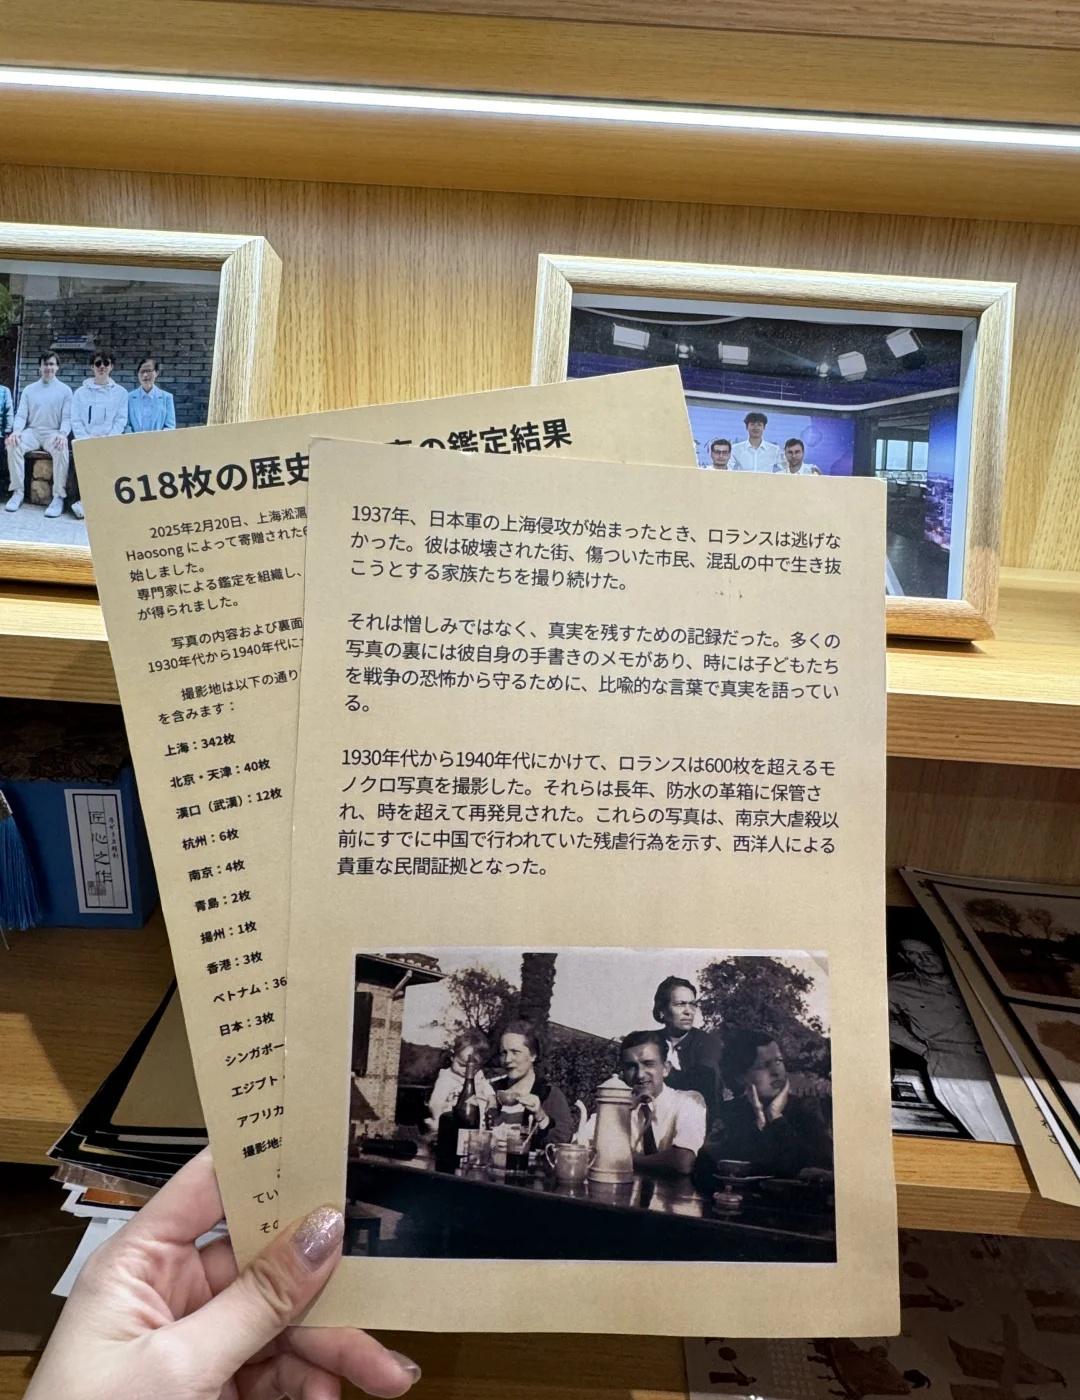 618枚の歴史
の鑑定結果
2025年2月20日、上海淞滬
Haosong によって寄贈された6
始しました。
専門家による鑑定を組織し、
が得られました。
写真の内容および裏面
1930年代から1940年代に
撮影地は以下の通り
を含みます：
上海：342枚
北京・天津：40枚
漢口（武漢）：12枚
杭州：6枚
南京：4枚
青島：2枚
揚州：1枚
香港：3枚
ベトナム：36
日本：3枚
シンガポー
エジプト
アフリカ
撮影地
てい
その
1937年、日本軍の上海侵攻が始まったとき、ロランスは逃げな
かった。彼は破壊された街、傷ついた市民、混乱の中で生き抜
こうとする家族たちを撮り続けた。
それは憎しみではなく、真実を残すための記録だった。多くの
写真の裏には彼自身の手書きのメモがあり、時には子どもたち
を戦争の恐怖から守るために、比喩的な言葉で真実を語ってい
る。
1930年代から1940年代にかけて、ロランスは600枚を超えるモ
ノクロ写真を撮影した。それらは長年、防水の革箱に保管さ
れ、時を超えて再発見された。これらの写真は、南京大虐殺以
前にすでに中国で行われていた残虐行為を示す、西洋人による
貴重な民間証拠となった。